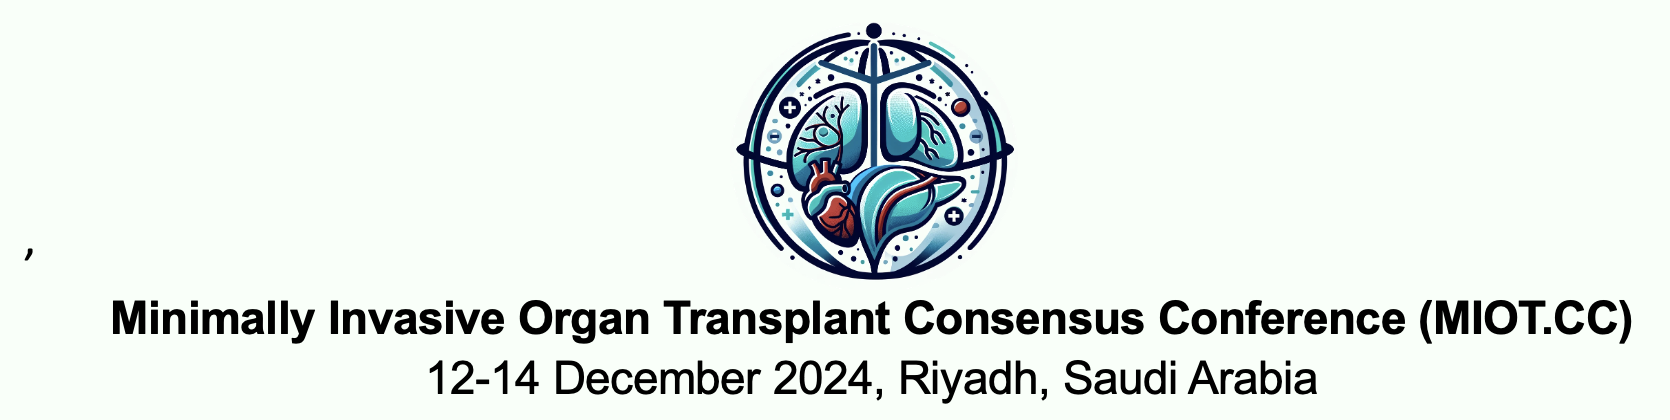 ,
Minimally Invasive Organ Transplant Consensus Conference (MIOT.CC)
12-14 December 2024, Riyadh, Saudi Arabia